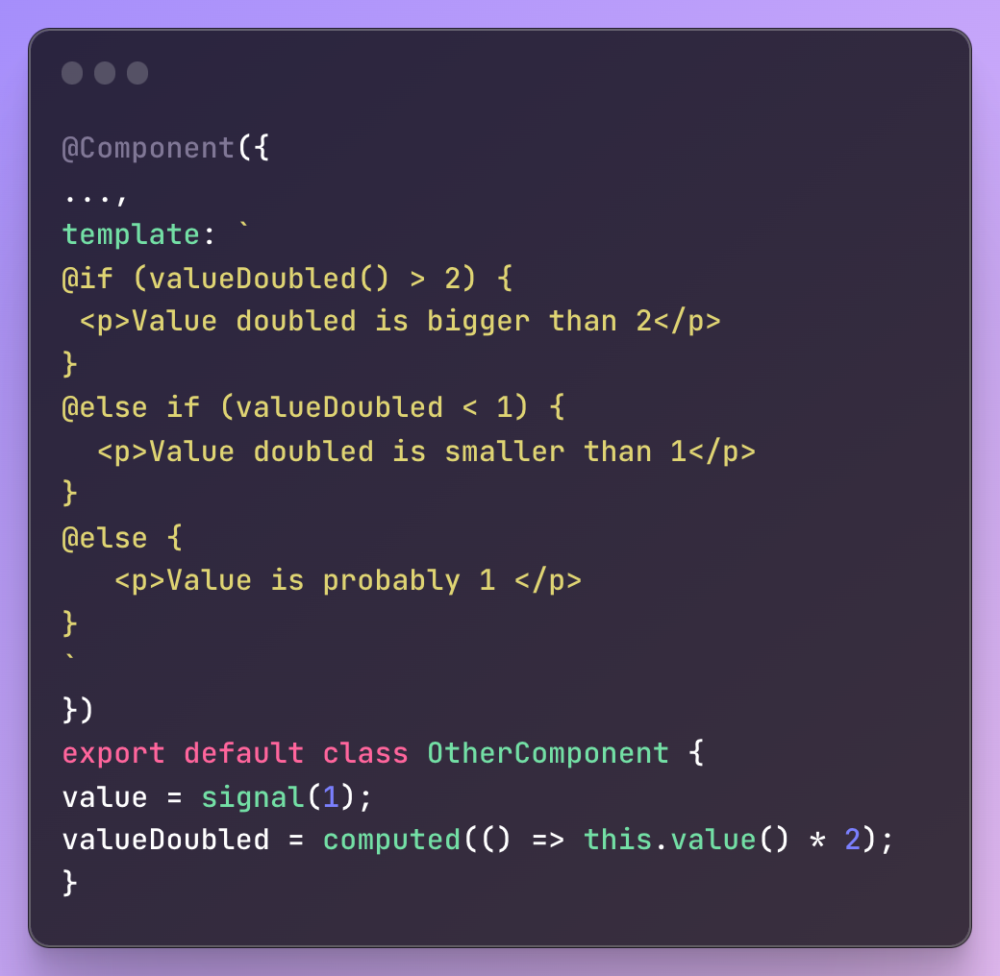 @Component({
...,
template: `
@if (valueDoubled() > 2) {
 <p>Value doubled is bigger than 2</p>
}
@else if (valueDoubled < 1) {
  <p>Value doubled is smaller than 1</p>
}
@else {
   <p>Value is probably 1 </p>
}
`
})
export default class OtherComponent {
value = signal(1);
valueDoubled = computed(() => this.value() * 2);
}